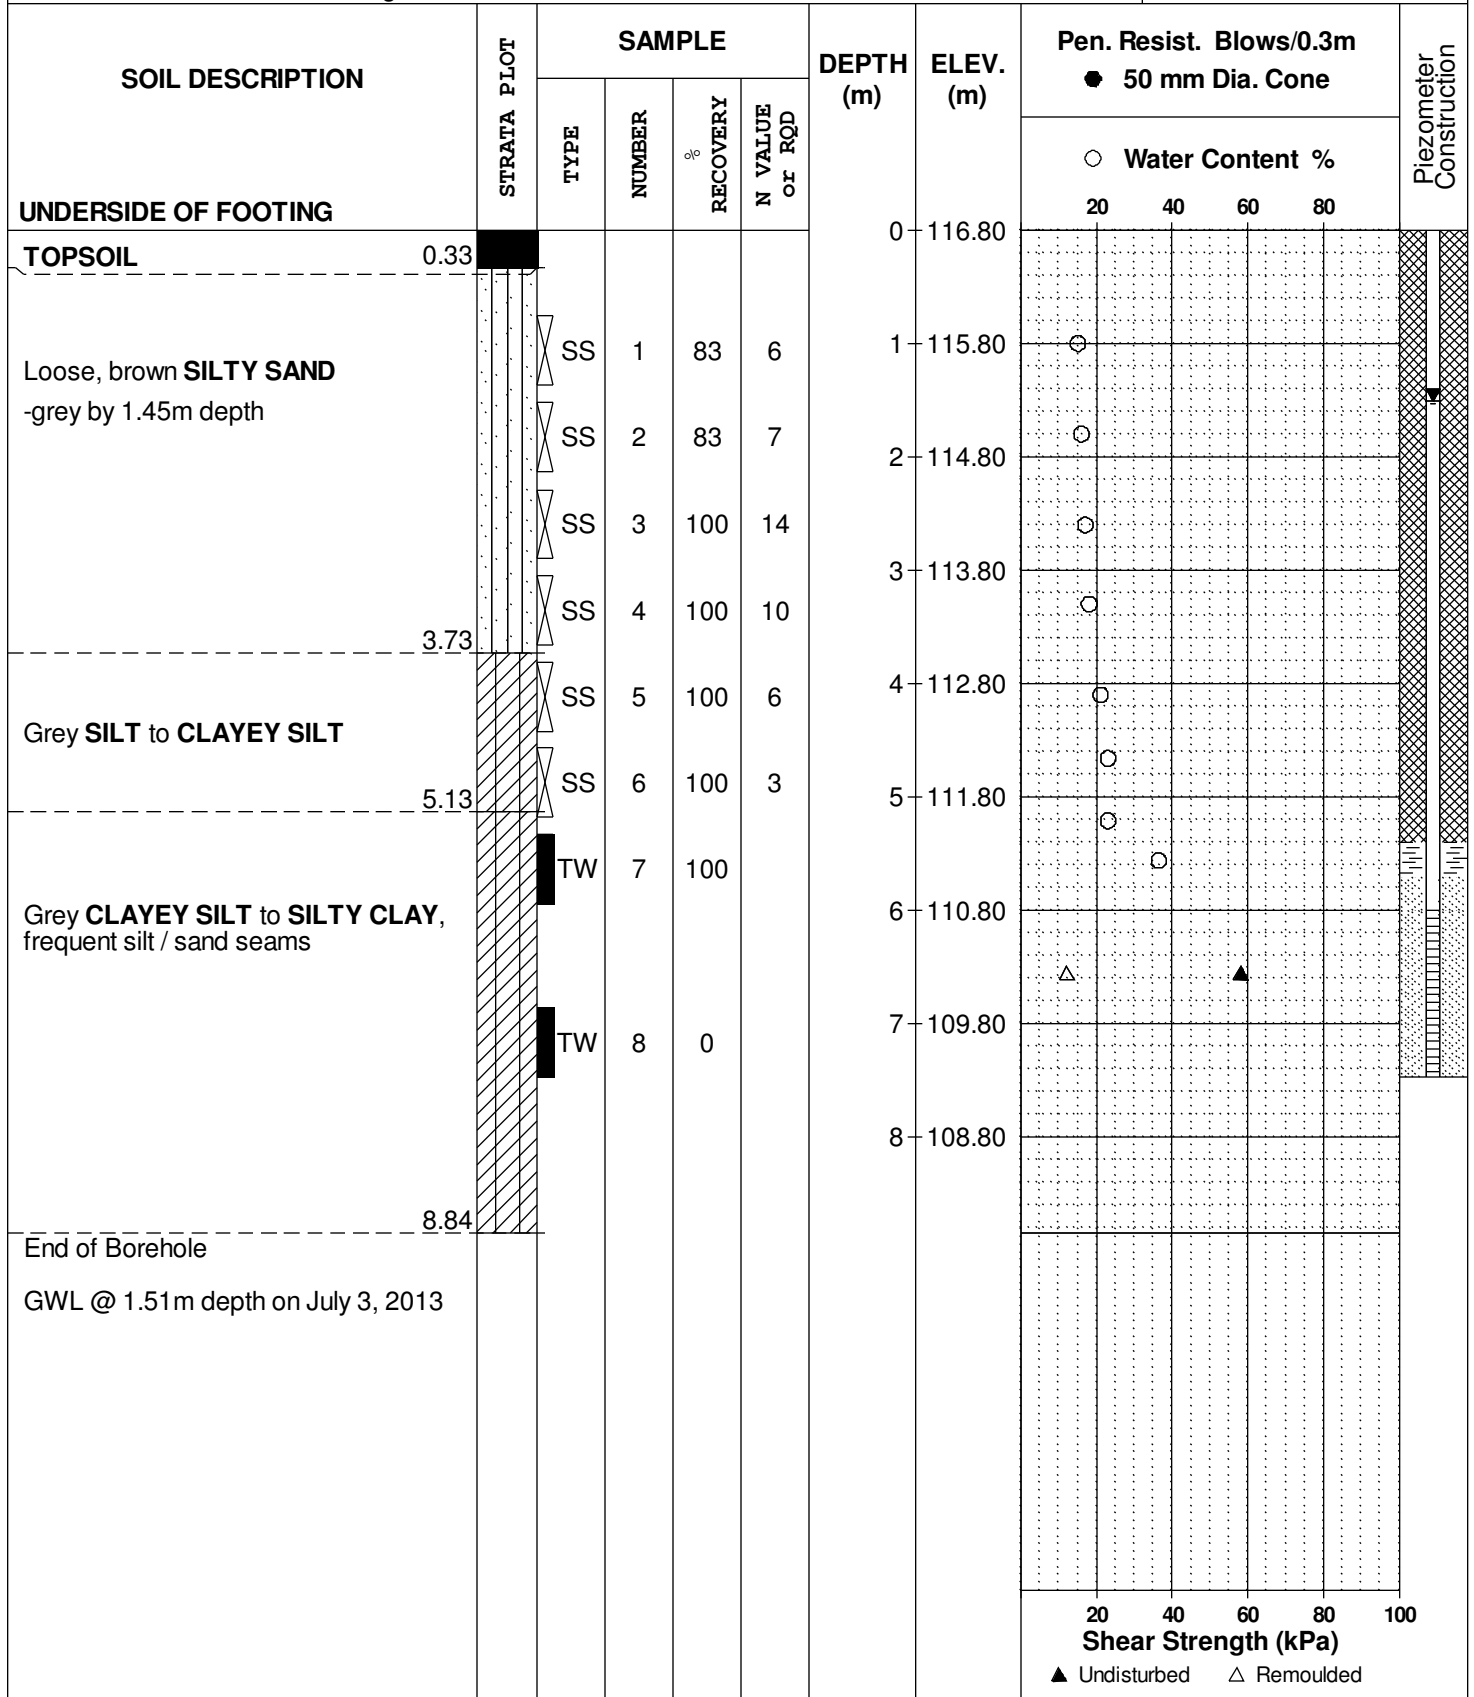 SOIL DESCRIPTION
UNDERSIDE OF FOOTING
STRATA PLOT
SAMPLE
TYPE
NUMBER
% RECOVERY
N VALUE or RQD
DEPTH (m)
ELEV. (m)
Pen. Resist. Blows/0.3m
● 50 mm Dia. Cone
○ Water Content %
20 40 60 80
Piezometer Construction
TOPSOIL 0.33
0 116.80
Loose, brown SILTY SAND
-grey by 1.45m depth
SS 1 83 6
1 115.80
SS 2 83 7
2 114.80
SS 3 100 14
3 113.80
SS 4 100 10
3.73
4 112.80
Grey SILT to CLAYEY SILT
SS 5 100 6
SS 6 100 3
5.13
5 111.80
TW 7 100
Grey CLAYEY SILT to SILTY CLAY,
frequent silt / sand seams
6 110.80
7 109.80
TW 8 0
8 108.80
8.84
End of Borehole
GWL @ 1.51m depth on July 3, 2013
20 40 60 80 100
Shear Strength (kPa)
▲ Undisturbed △ Remoulded